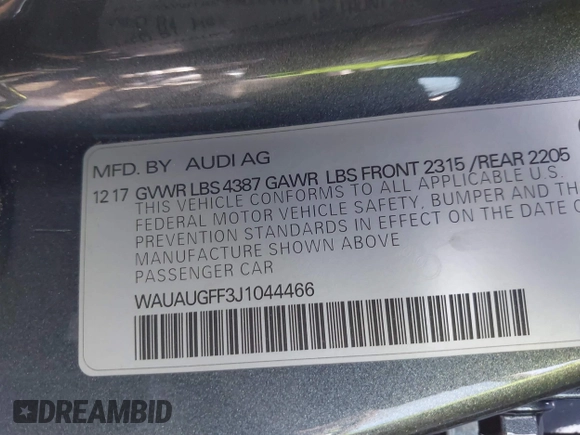 MFD. BY AUDI AG
12 17 GVWR LBS 4387 GAWR LBS FRONT 2315 /REAR 2205
THIS VEHICLE CONFORMS TO ALL APPLICABLE U.S.
FEDERAL MOTOR VEHICLE SAFETY, BUMPER AND THE
PREVENTION STANDARDS IN EFFECT ON THE DATE O
MANUFACTURE SHOWN ABOVE
PASSENGER CAR
WAUAUGFF3J1044466
DREAMBID